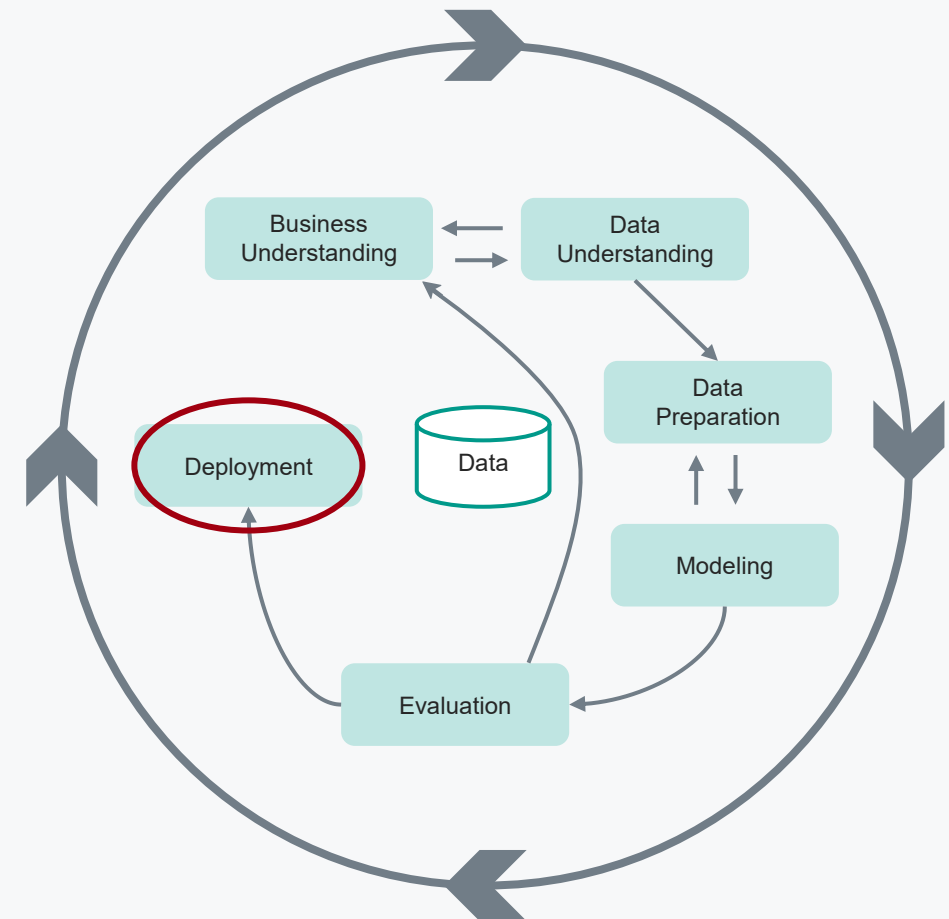 Business
Understanding
Data
Understanding
Data
Preparation
Deployment
Data
Modeling
Evaluation